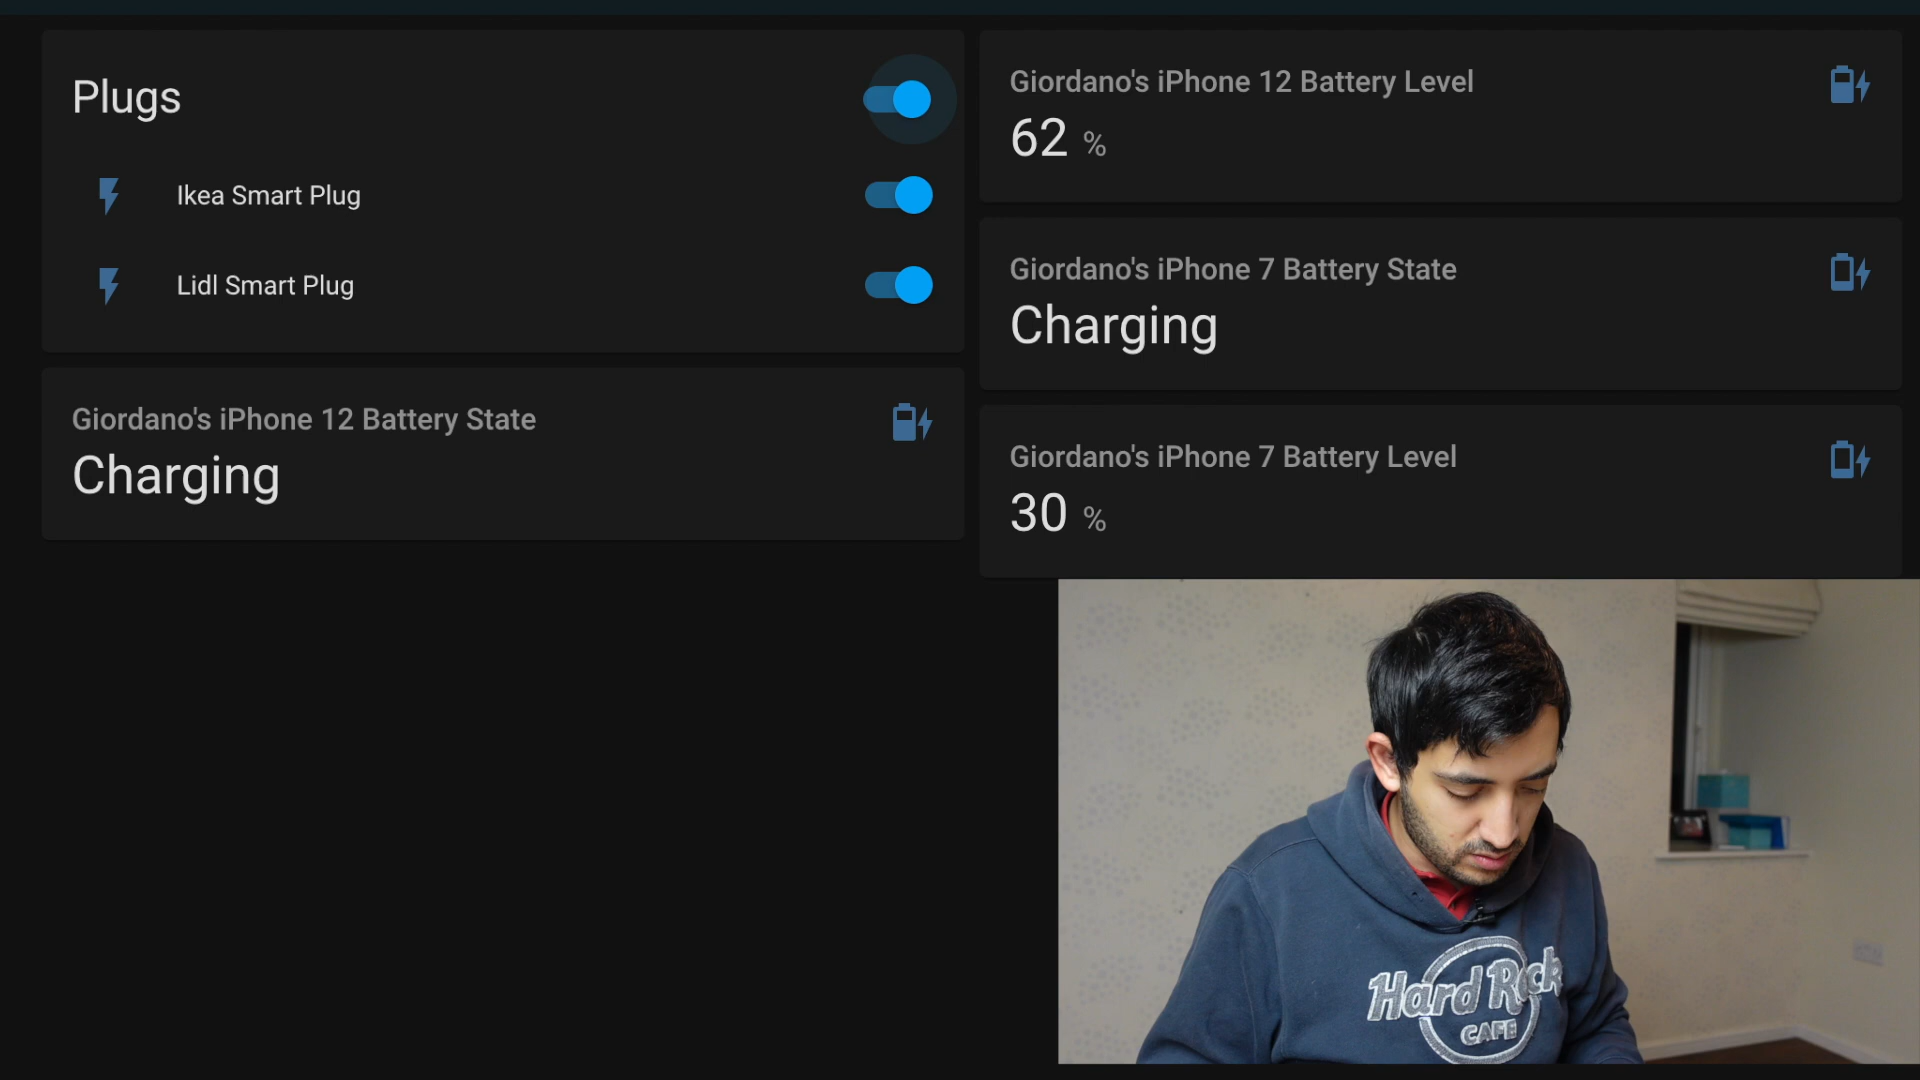 Plugs
Ikea Smart Plug
Lidl Smart Plug
Giordano's iPhone 12 Battery State
Charging
Giordano's iPhone 12 Battery Level
62 %
Giordano's iPhone 7 Battery State
Charging
Giordano's iPhone 7 Battery Level
30 %
Hard Rock
CAFE